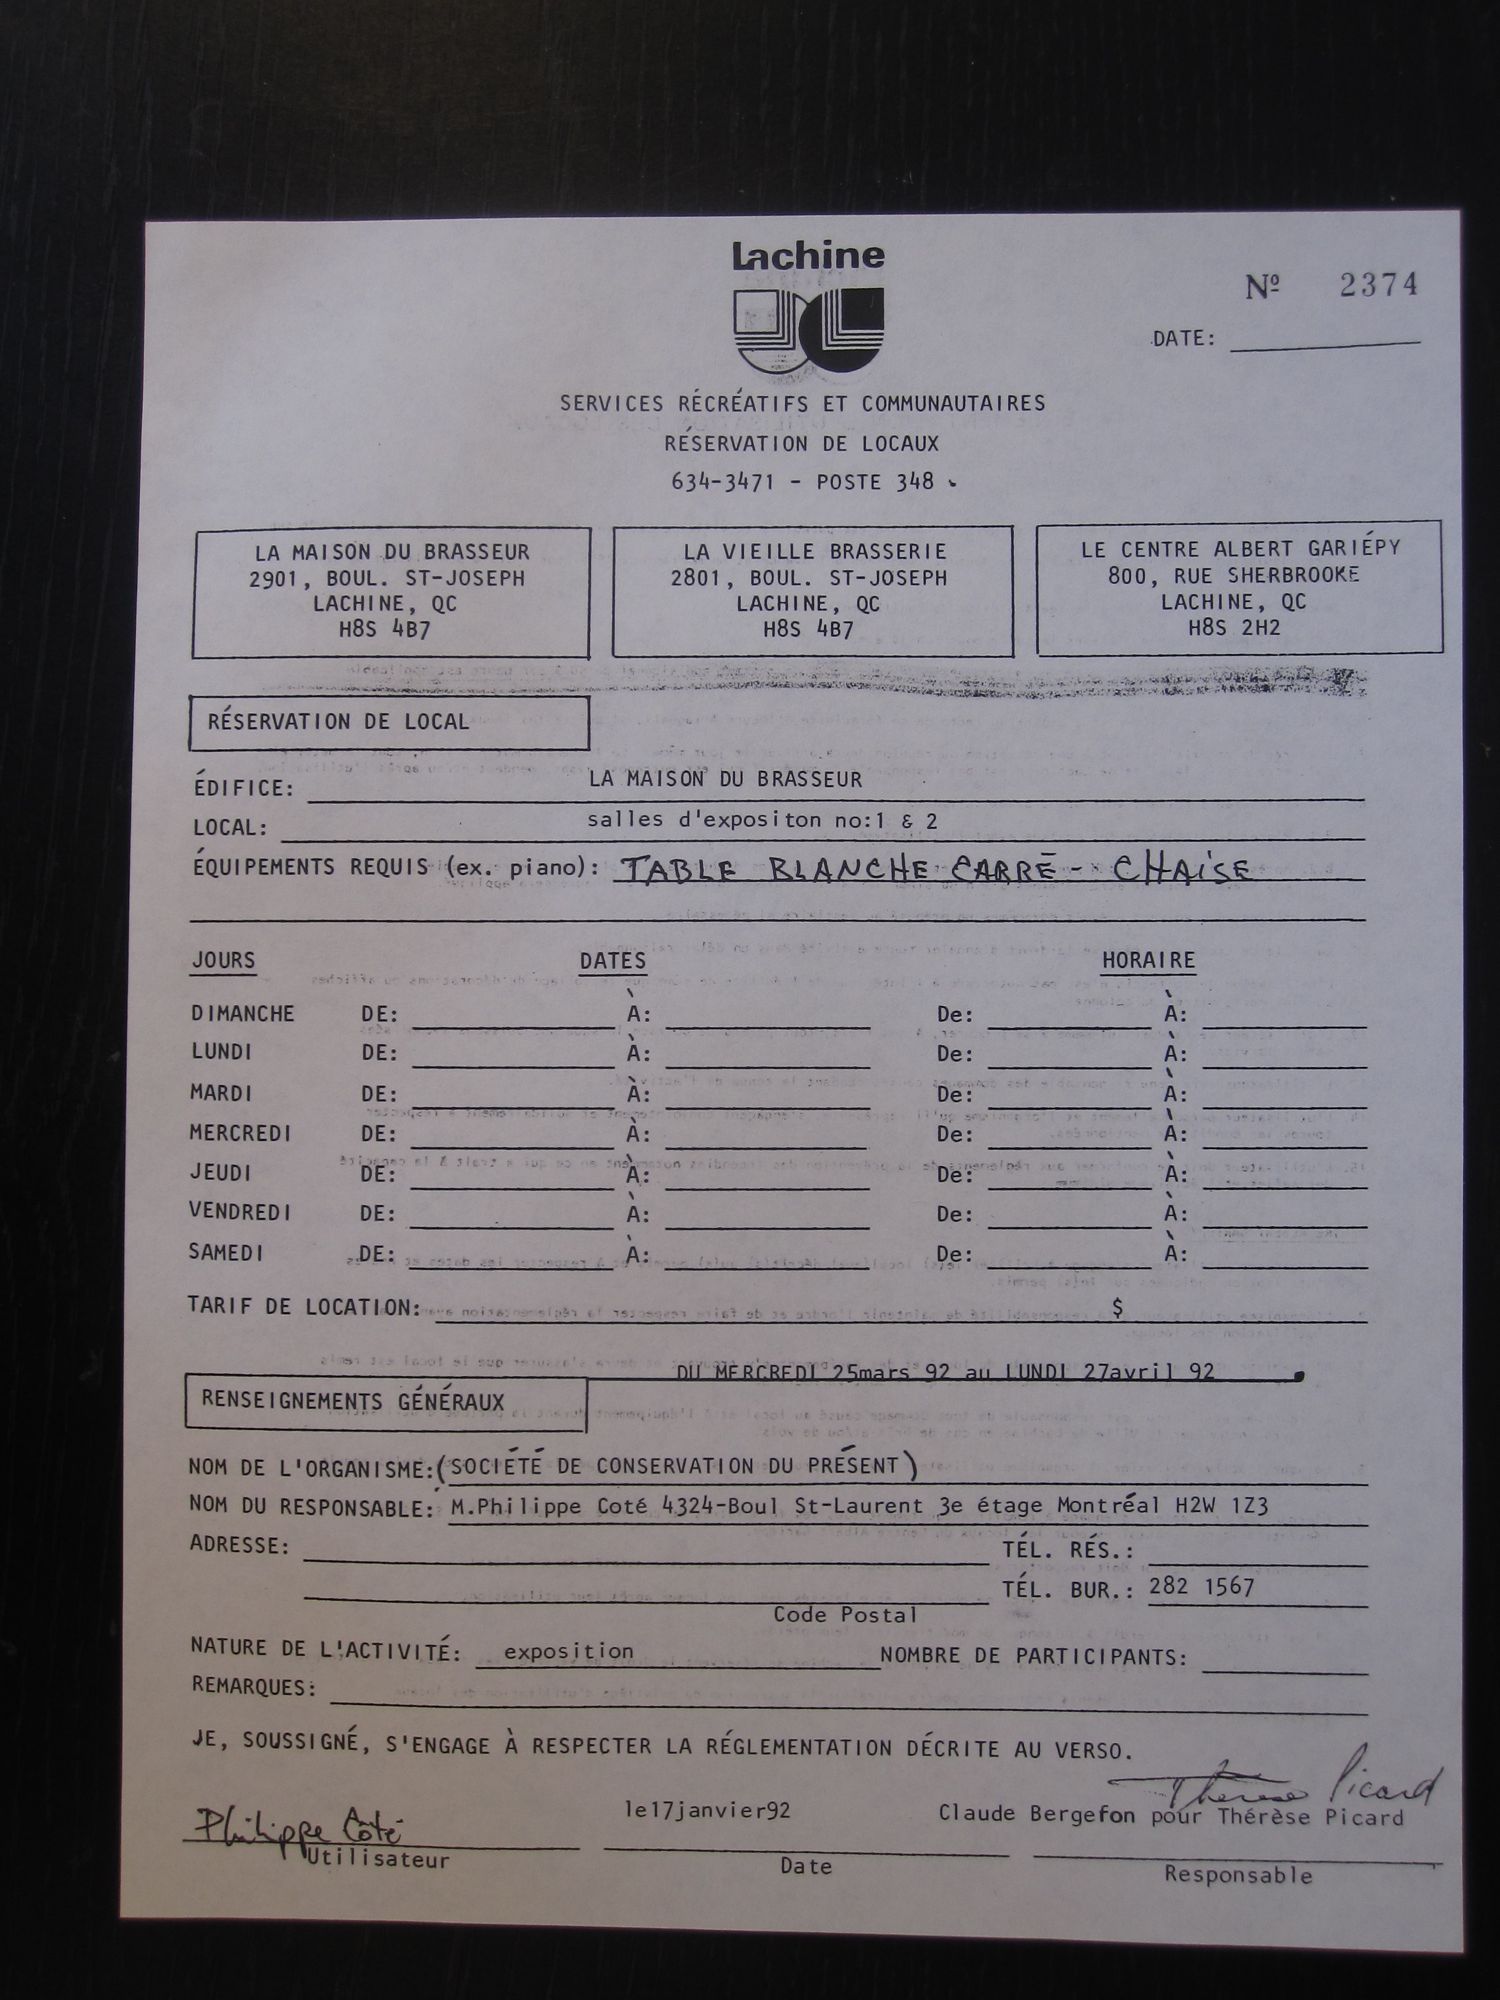 Lachine
Nº 2374
DATE:
SERVICES RÉCRÉATIFS ET COMMUNAUTAIRES
RÉSERVATION DE LOCAUX
634-3471 - POSTE 348
LA MAISON DU BRASSEUR
2901, BOUL. ST-JOSEPH
LACHINE, QC
H8S 4B7
LA VIEILLE BRASSERIE
2801, BOUL. ST-JOSEPH
LACHINE, QC
H8S 4B7
LE CENTRE ALBERT GARIÉPY
800, RUE SHERBROOKE
LACHINE, QC
H8S 2H2
RÉSERVATION DE LOCAL
ÉDIFICE: LA MAISON DU BRASSEUR
LOCAL: salles d'expositon no:1 & 2
ÉQUIPEMENTS REQUIS (ex. piano): TABLE BLANCHE CARRÉ - CHAISE
JOURS DATES HORAIRE
DIMANCHE DE: À: De: À:
LUNDI DE: À: De: À:
MARDI DE: À: De: À:
MERCREDI DE: À: De: À:
JEUDI DE: À: De: À:
VENDREDI DE: À: De: À:
SAMEDI DE: À: De: À:
TARIF DE LOCATION: $
DU MERCREDI 25mars 92 au LUNDI 27avril 92
RENSEIGNEMENTS GÉNÉRAUX
NOM DE L'ORGANISME: (SOCIÉTÉ DE CONSERVATION DU PRÉSENT)
NOM DU RESPONSABLE: M.Philippe Coté 4324-Boul St-Laurent 3e étage Montréal H2W 1Z3
ADRESSE: TÉL. RÉS.:
TÉL. BUR.: 282 1567
Code Postal
NATURE DE L'ACTIVITÉ: exposition NOMBRE DE PARTICIPANTS:
REMARQUES:
JE, SOUSSIGNÉ, S'ENGAGE À RESPECTER LA RÉGLEMENTATION DÉCRITE AU VERSO.
Thérèse Picard
Philippe Côté le17janvier92 Claude Bergefon pour Thérèse Picard
Utilisateur Date Responsable